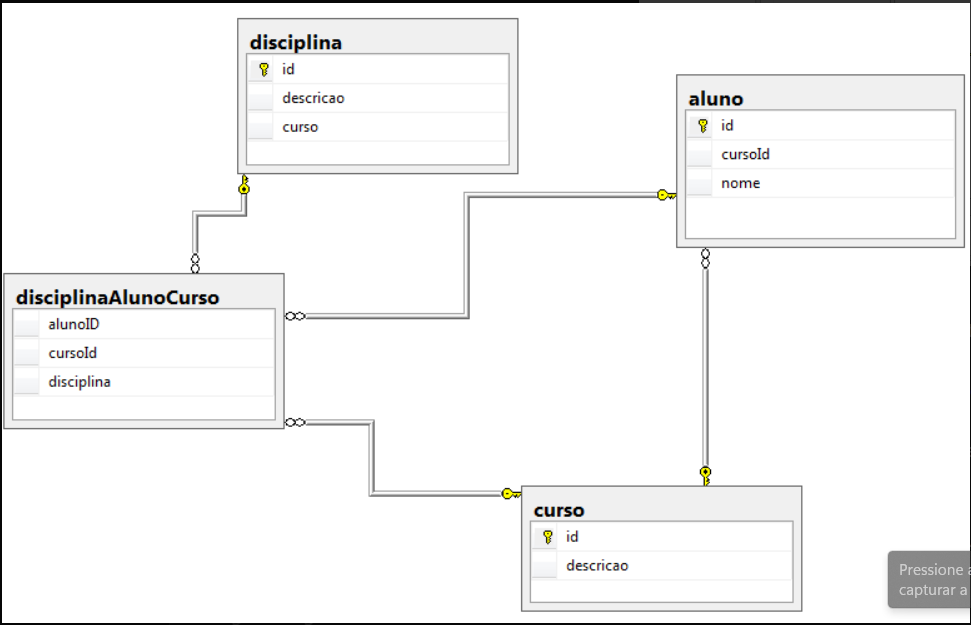 disciplina
id
descricao
curso
aluno
id
cursoId
nome
disciplinaAlunoCurso
alunoID
cursoId
disciplina
curso
id
descricao
Pressione
capturar a